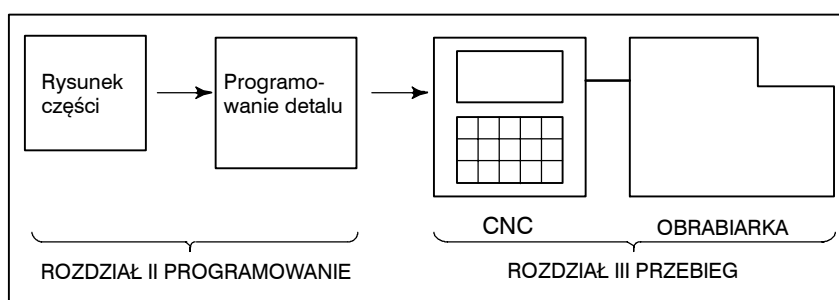 Rysunek
części
Programo-
wanie detalu
CNC
OBRABIARKA
ROZDZIAŁ II PROGRAMOWANIE
ROZDZIAŁ III PRZEBIEG